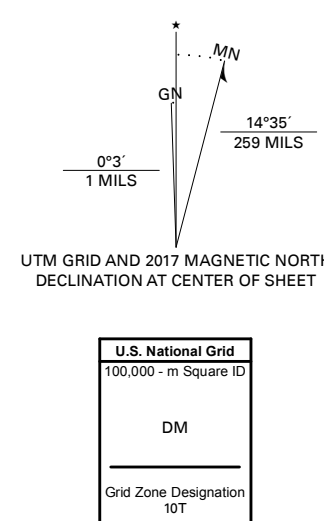 ★
MN
GN
14°35´
259 MILS
0°3´
1 MILS
UTM GRID AND 2017 MAGNETIC NORTH
DECLINATION AT CENTER OF SHEET
U.S. National Grid
100,000 - m Square ID
DM
Grid Zone Designation
10T